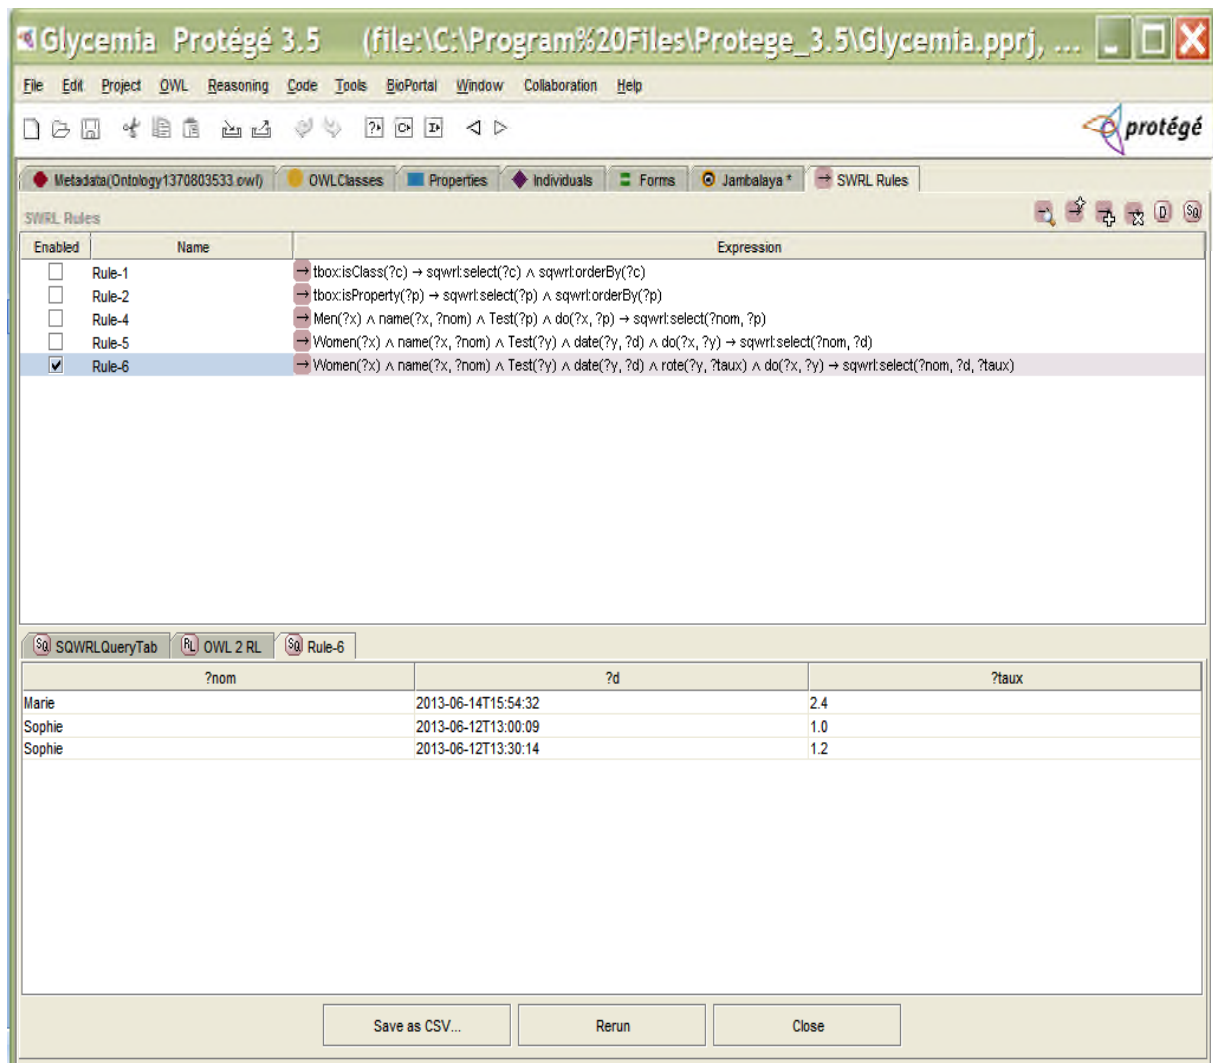 Glycemia Protégé 3.5 (file:\C:\Program%20Files\Protege_3.5\Glycemia.pprj, ...
File Edit Project OWL Reasoning Code Tools BioPortal Window Collaboration Help
protégé
Metadata(Ontology1370803533.owl) OWLClasses Properties Individuals Forms Jambalaya * SWRL Rules
SWRL Rules
Enabled Name Expression
Rule-1 → tbox:isClass(?c) → sqwrl:select(?c) ∧ sqwrl:orderBy(?c)
Rule-2 → tbox:isProperty(?p) → sqwrl:select(?p) ∧ sqwrl:orderBy(?p)
Rule-4 → Men(?x) ∧ name(?x, ?nom) ∧ Test(?p) ∧ do(?x, ?p) → sqwrl:select(?nom, ?p)
Rule-5 → Women(?x) ∧ name(?x, ?nom) ∧ Test(?y) ∧ date(?y, ?d) ∧ do(?x, ?y) → sqwrl:select(?nom, ?d)
Rule-6 → Women(?x) ∧ name(?x, ?nom) ∧ Test(?y) ∧ date(?y, ?d) ∧ rote(?y, ?taux) ∧ do(?x, ?y) → sqwrl:select(?nom, ?d, ?taux)
SQWRLQueryTab OWL 2 RL Rule-6
?nom ?d ?taux
Marie 2013-06-14T15:54:32 2.4
Sophie 2013-06-12T13:00:09 1.0
Sophie 2013-06-12T13:30:14 1.2
Save as CSV... Rerun Close